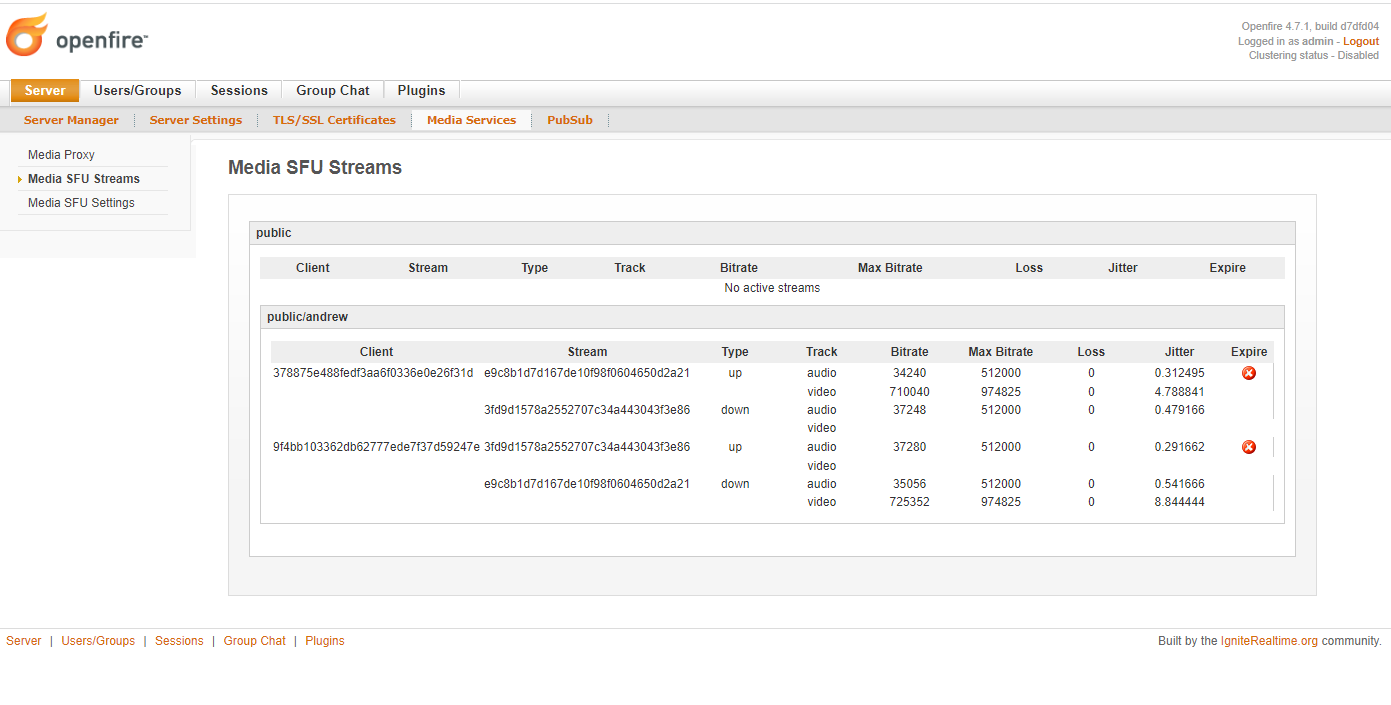 openfire™
Openfire 4.7.1, build d7dfd04
Logged in as admin - Logout
Clustering status - Disabled
Server Users/Groups Sessions Group Chat Plugins
Server Manager Server Settings TLS/SSL Certificates Media Services PubSub
Media Proxy
Media SFU Streams
Media SFU Settings
Media SFU Streams
public
Client Stream Type Track Bitrate Max Bitrate Loss Jitter Expire
No active streams
public/andrew
Client Stream Type Track Bitrate Max Bitrate Loss Jitter Expire
378875e488fedf3aa6f0336e0e26f31d e9c8b1d7d167de10f98f0604650d2a21 up audio 34240 512000 0 0.312495
video 710040 974825 0 4.788841
3fd9d1578a2552707c34a443043f3e86 down audio 37248 512000 0 0.479166
video
9f4bb103362db62777ede7f37d59247e 3fd9d1578a2552707c34a443043f3e86 up audio 37280 512000 0 0.291662
video
e9c8b1d7d167de10f98f0604650d2a21 down audio 35056 512000 0 0.541666
video 725352 974825 0 8.844444
Server | Users/Groups | Sessions | Group Chat | Plugins
Built by the IgniteRealtime.org community.